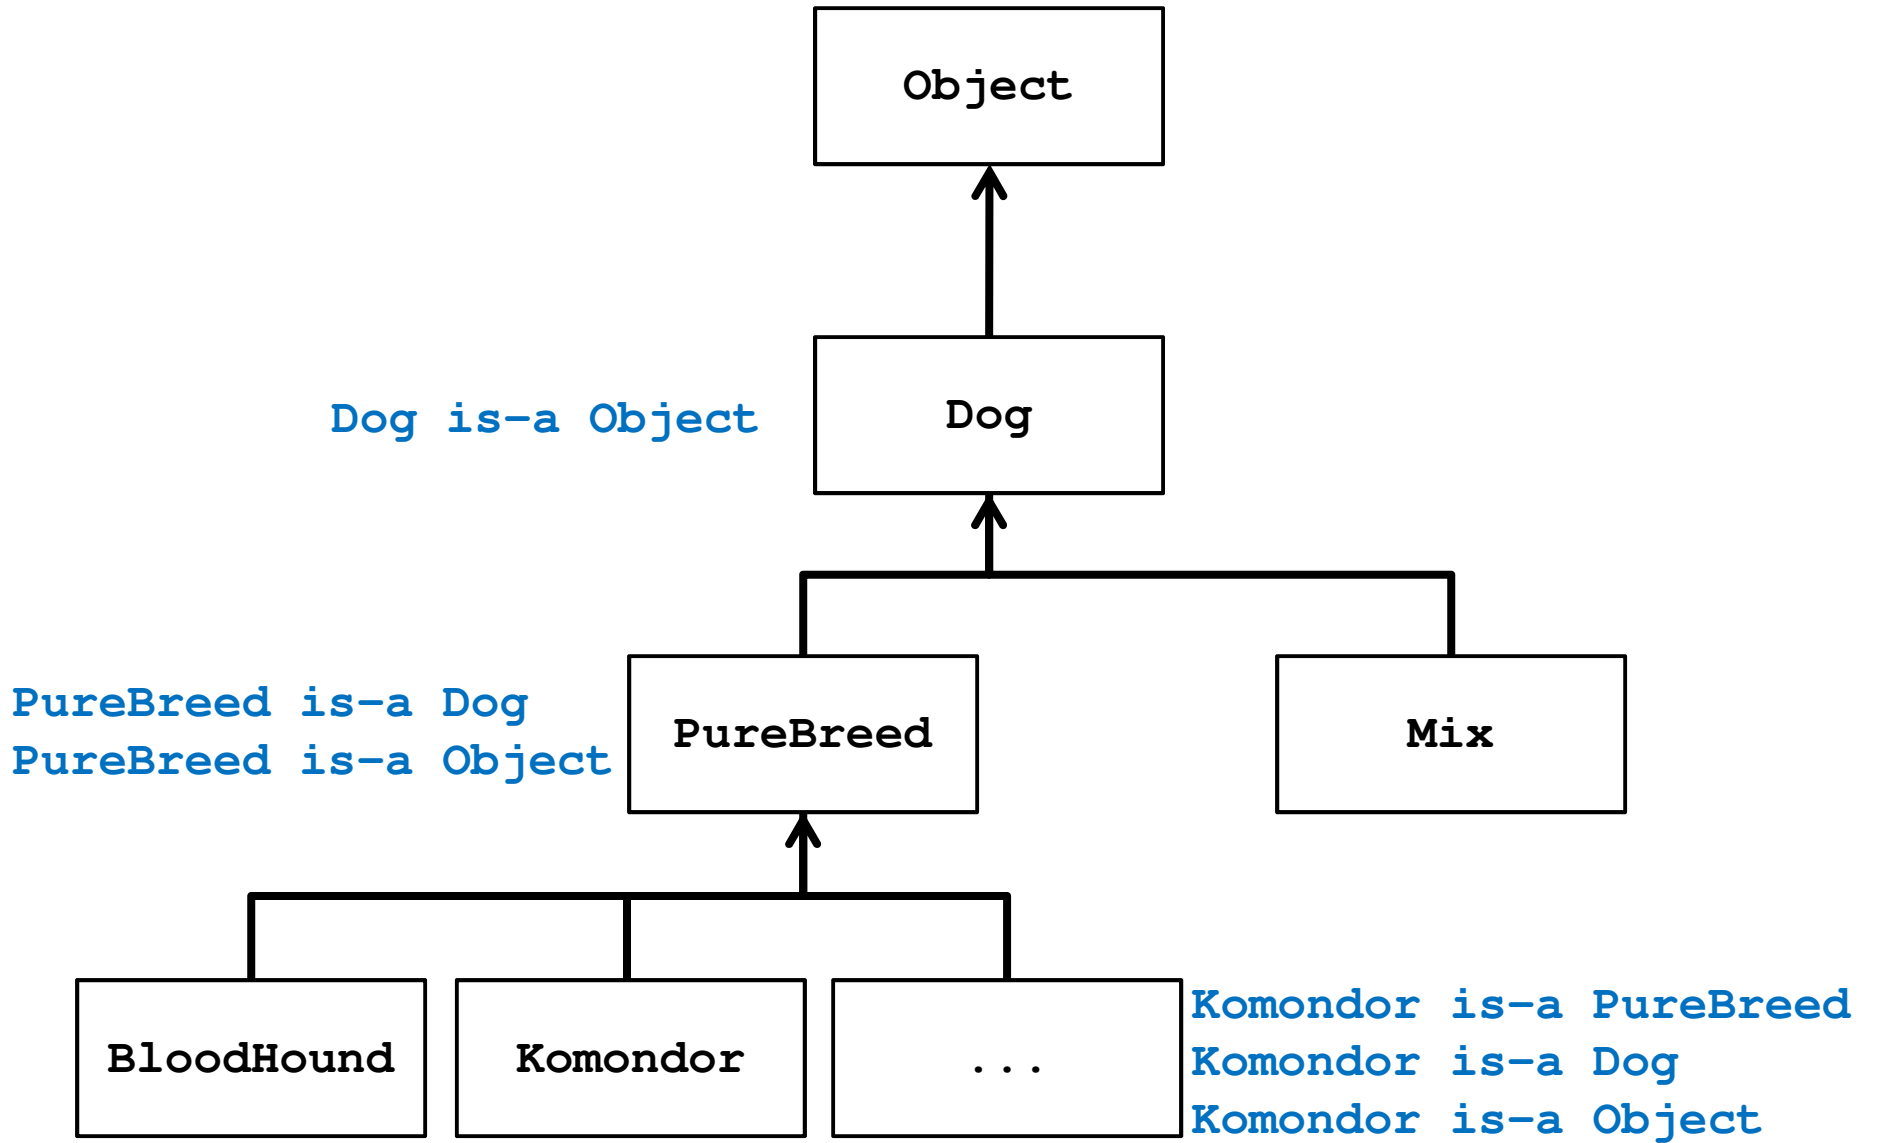 Object
Dog is-a Object
Dog
PureBreed is-a Dog
PureBreed is-a Object
PureBreed
Mix
BloodHound
Komondor
...
Komondor is-a PureBreed
Komondor is-a Dog
Komondor is-a Object